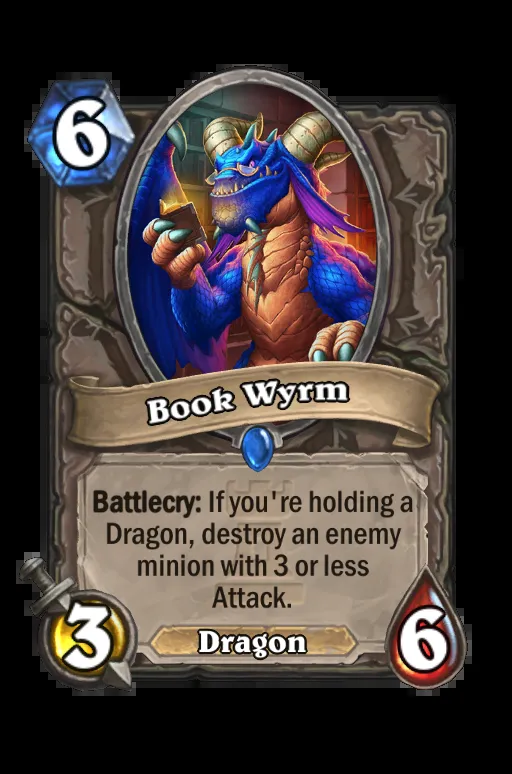 6
Book Wyrm
Battlecry: If you're holding a
Dragon, destroy an enemy
minion with 3 or less
Attack.
3
Dragon
6